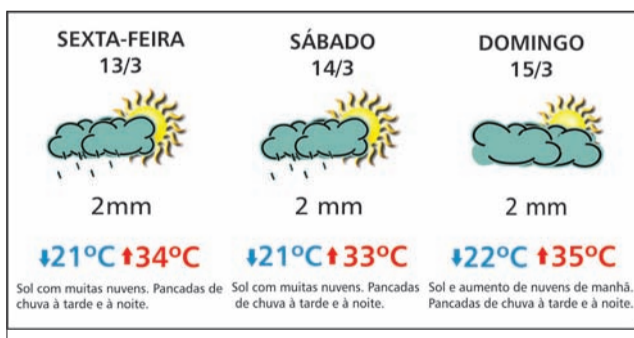 SEXTA-FEIRA
13/3
2mm
21ºC 34ºC
Sol com muitas nuvens. Pancadas de
chuva à tarde e à noite.
SÁBADO
14/3
2 mm
21ºC 33ºC
Sol com muitas nuvens. Pancadas
de chuva à tarde e à noite.
DOMINGO
15/3
2 mm
22ºC 35ºC
Sol e aumento de nuvens de manhã.
Pancadas de chuva à tarde e à noite.